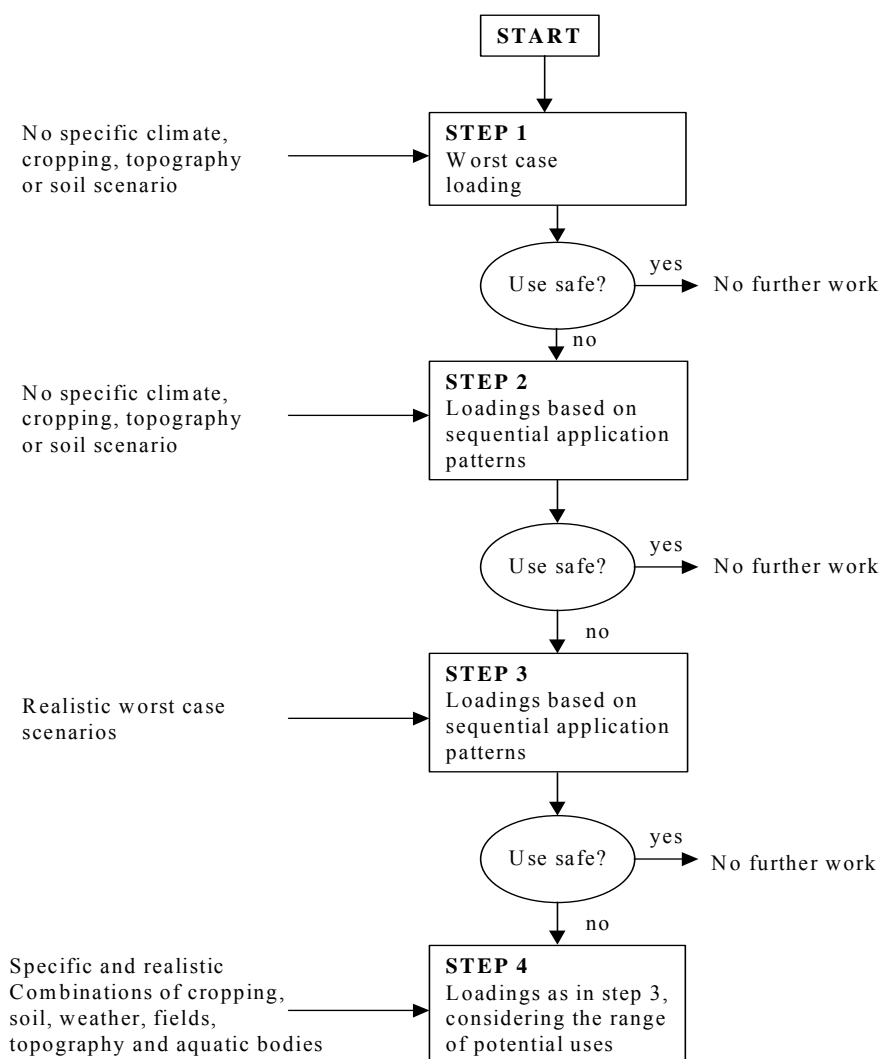 START
No specific climate,
cropping, topography
or soil scenario
STEP 1
Worst case
loading
Use safe?
yes
No further work
no
No specific climate,
cropping, topography
or soil scenario
STEP 2
Loadings based on
sequential application
patterns
Use safe?
yes
No further work
no
Realistic worst case
scenarios
STEP 3
Loadings based on
sequential application
patterns
Use safe?
yes
No further work
no
Specific and realistic
Combinations of cropping,
soil, weather, fields,
topography and aquatic bodies
STEP 4
Loadings as in step 3,
considering the range
of potential uses